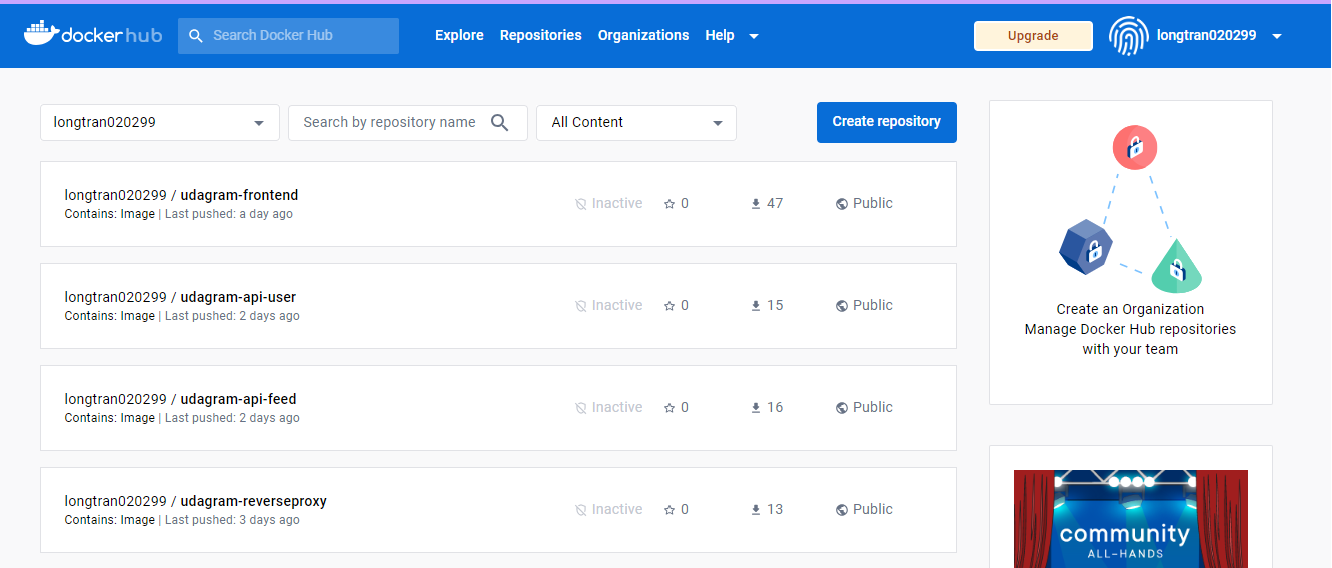 docker hub
Search Docker Hub
Explore Repositories Organizations Help
Upgrade
longtran020299
longtran020299
Search by repository name
All Content
Create repository
longtran020299 / udagram-frontend
Contains: Image | Last pushed: a day ago
Inactive 0 47 Public
longtran020299 / udagram-api-user
Contains: Image | Last pushed: 2 days ago
Inactive 0 15 Public
longtran020299 / udagram-api-feed
Contains: Image | Last pushed: 2 days ago
Inactive 0 16 Public
longtran020299 / udagram-reverseproxy
Contains: Image | Last pushed: 3 days ago
Inactive 0 13 Public
Create an Organization
Manage Docker Hub repositories
with your team
community
ALL-HANDS